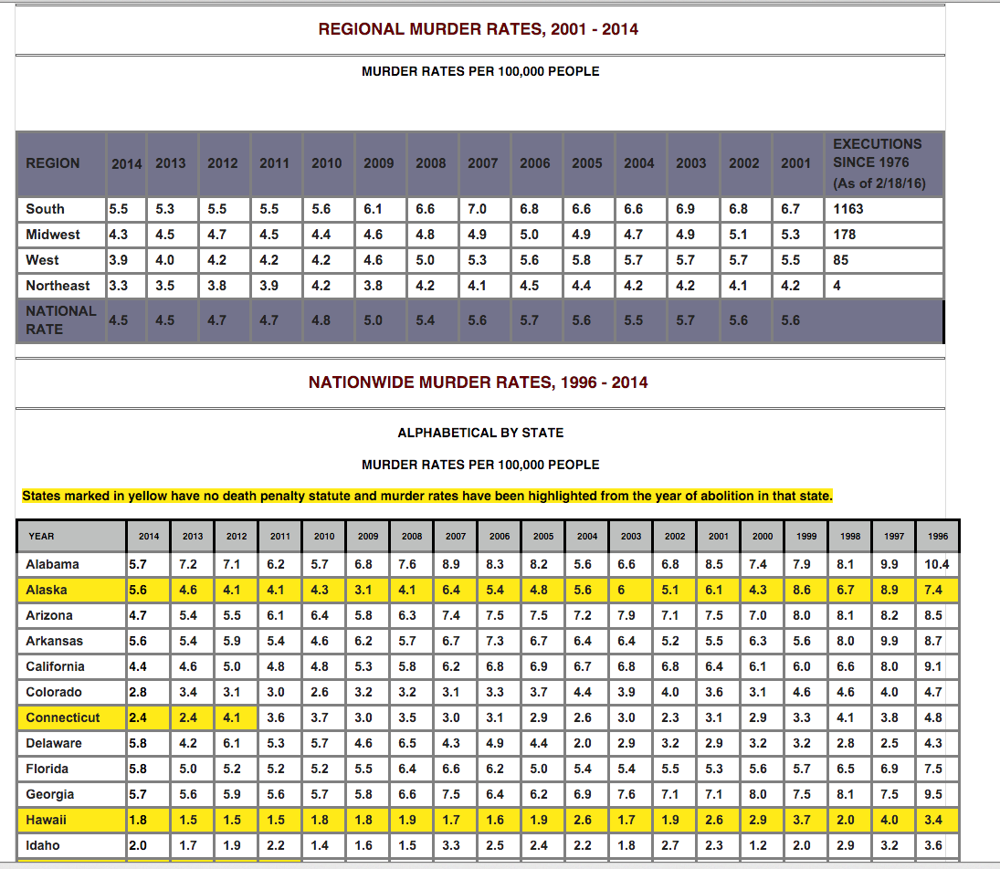 REGIONAL MURDER RATES, 2001 - 2014
MURDER RATES PER 100,000 PEOPLE
REGION 2014 2013 2012 2011 2010 2009 2008 2007 2006 2005 2004 2003 2002 2001 EXECUTIONS SINCE 1976 (As of 2/18/16)
South 5.5 5.3 5.5 5.5 5.6 6.1 6.6 7.0 6.8 6.6 6.6 6.9 6.8 6.7 1163
Midwest 4.3 4.5 4.7 4.5 4.4 4.6 4.8 4.9 5.0 4.9 4.7 4.9 5.1 5.3 178
West 3.9 4.0 4.2 4.2 4.2 4.6 5.0 5.3 5.6 5.8 5.7 5.7 5.7 5.5 85
Northeast 3.3 3.5 3.8 3.9 4.2 3.8 4.2 4.1 4.5 4.4 4.2 4.2 4.1 4.2 4
NATIONAL RATE 4.5 4.5 4.7 4.7 4.8 5.0 5.4 5.6 5.7 5.6 5.5 5.7 5.6 5.6
NATIONWIDE MURDER RATES, 1996 - 2014
ALPHABETICAL BY STATE
MURDER RATES PER 100,000 PEOPLE
States marked in yellow have no death penalty statute and murder rates have been highlighted from the year of abolition in that state.
YEAR 2014 2013 2012 2011 2010 2009 2008 2007 2006 2005 2004 2003 2002 2001 2000 1999 1998 1997 1996
Alabama 5.7 7.2 7.1 6.2 5.7 6.8 7.6 8.9 8.3 8.2 5.6 6.6 6.8 8.5 7.4 7.9 8.1 9.9 10.4
Alaska 5.6 4.6 4.1 4.1 4.3 3.1 4.1 6.4 5.4 4.8 5.6 6 5.1 6.1 4.3 8.6 6.7 8.9 7.4
Arizona 4.7 5.4 5.5 6.1 6.4 5.8 6.3 7.4 7.5 7.5 7.2 7.9 7.1 7.5 7.0 8.0 8.1 8.2 8.5
Arkansas 5.6 5.4 5.9 5.4 4.6 6.2 5.7 6.7 7.3 6.7 6.4 6.4 5.2 5.5 6.3 5.6 8.0 9.9 8.7
California 4.4 4.6 5.0 4.8 4.8 5.3 5.8 6.2 6.8 6.9 6.7 6.8 6.8 6.4 6.1 6.0 6.6 8.0 9.1
Colorado 2.8 3.4 3.1 3.0 2.6 3.2 3.2 3.1 3.3 3.7 4.4 3.9 4.0 3.6 3.1 4.6 4.6 4.0 4.7
Connecticut 2.4 2.4 4.1 3.6 3.7 3.0 3.5 3.0 3.1 2.9 2.6 3.0 2.3 3.1 2.9 3.3 4.1 3.8 4.8
Delaware 5.8 4.2 6.1 5.3 5.7 4.6 6.5 4.3 4.9 4.4 2.0 2.9 3.2 2.9 3.2 3.2 2.8 2.5 4.3
Florida 5.8 5.0 5.2 5.2 5.2 5.5 6.4 6.6 6.2 5.0 5.4 5.4 5.5 5.3 5.6 5.7 6.5 6.9 7.5
Georgia 5.7 5.6 5.9 5.6 5.7 5.8 6.6 7.5 6.4 6.2 6.9 7.6 7.1 7.1 8.0 7.5 8.1 7.5 9.5
Hawaii 1.8 1.5 1.5 1.5 1.8 1.8 1.9 1.7 1.6 1.9 2.6 1.7 1.9 2.6 2.9 3.7 2.0 4.0 3.4
Idaho 2.0 1.7 1.9 2.2 1.4 1.6 1.5 3.3 2.5 2.4 2.2 1.8 2.7 2.3 1.2 2.0 2.9 3.2 3.6